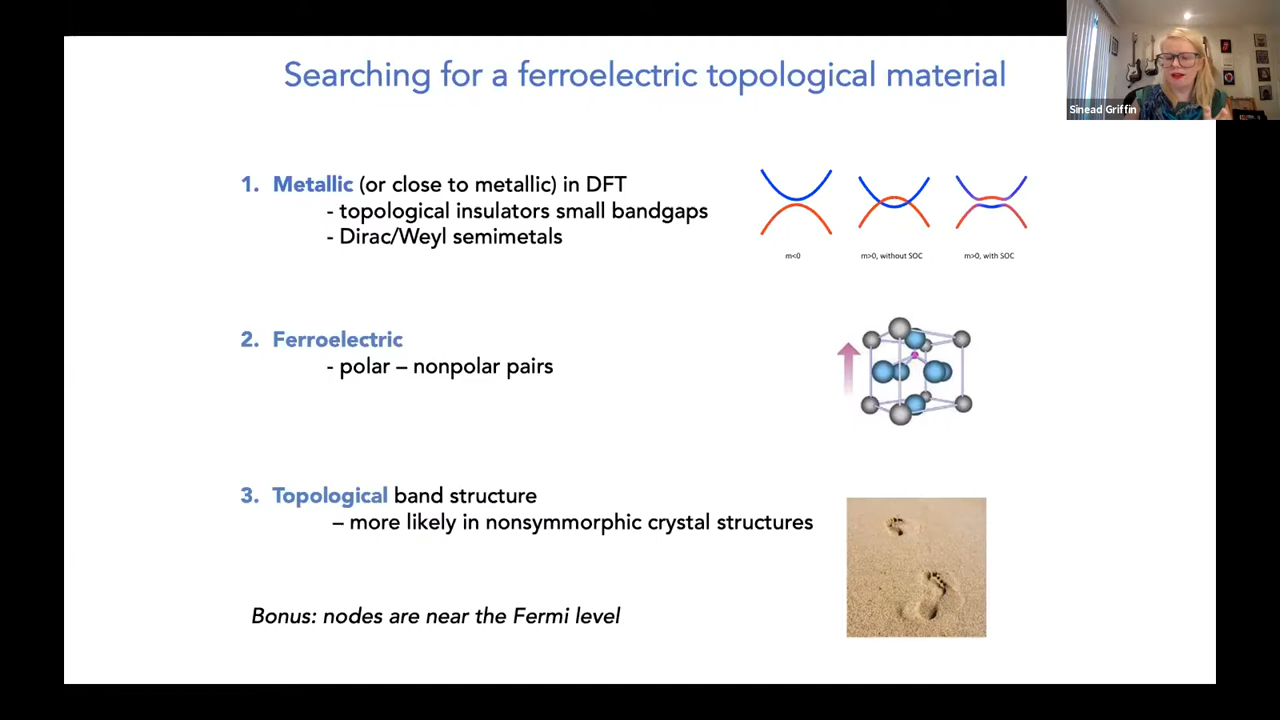 Searching for a ferroelectric topological material
Sinead Griffin
1. Metallic (or close to metallic) in DFT
- topological insulators small bandgaps
- Dirac/Weyl semimetals
m<0
m>0, without SOC
m>0, with SOC
2. Ferroelectric
- polar – nonpolar pairs
3. Topological band structure
– more likely in nonsymmorphic crystal structures
Bonus: nodes are near the Fermi level